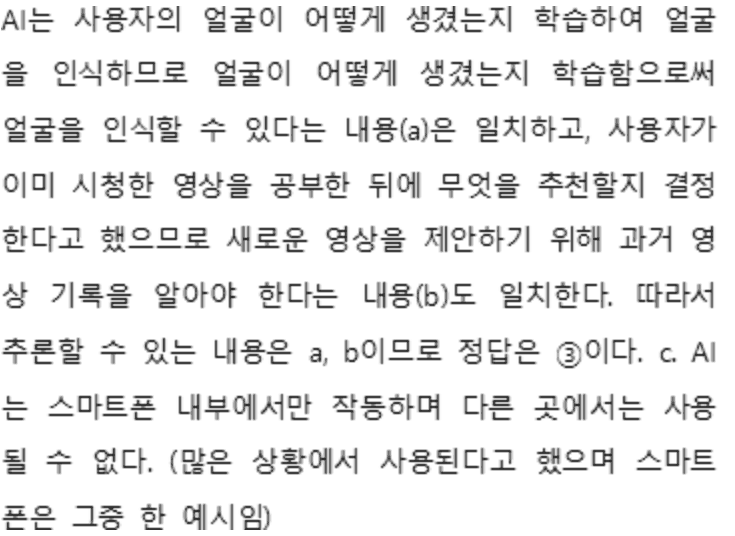 AI는 사용자의 얼굴이 어떻게 생겼는지 학습하여 얼굴
을 인식하므로 얼굴이 어떻게 생겼는지 학습함으로써
얼굴을 인식할 수 있다는 내용(a)은 일치하고, 사용자가
이미 시청한 영상을 공부한 뒤에 무엇을 추천할지 결정
한다고 했으므로 새로운 영상을 제안하기 위해 과거 영
상 기록을 알아야 한다는 내용(b)도 일치한다. 따라서
추론할 수 있는 내용은 a, b이므로 정답은 ③이다. c. AI
는 스마트폰 내부에서만 작동하며 다른 곳에서는 사용
될 수 없다. (많은 상황에서 사용된다고 했으며 스마트
폰은 그중 한 예시임)